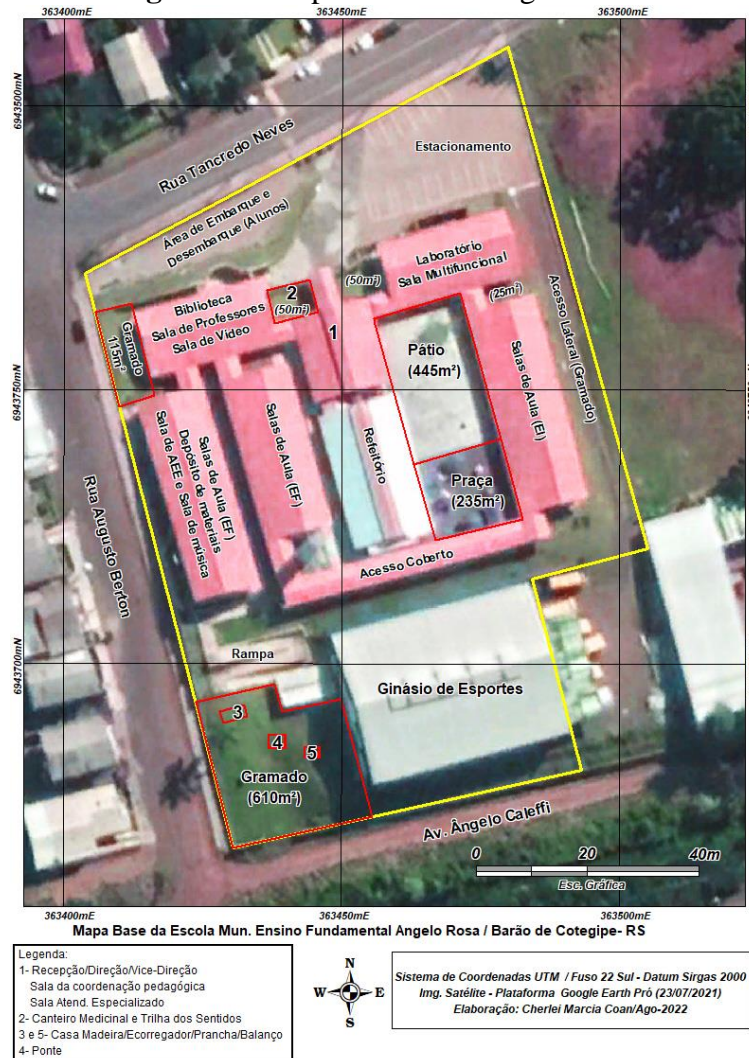 363400mE 363450mE 363500mE
6943500mN
Rua Tancredo Neves
Estacionamento
Área de Embarque e
Desembarque (Alunos)
Laboratório
Sala Multifuncional
(50m²)
(25m²)
Acesso Lateral (Gramado)
2
(50m²)
Biblioteca
Sala de Professores
Sala de Vídeo
1
Gramado
115m²
Pátio
(445m²)
Salas de Aula (EI)
6943750mN
Salas de Aula (EF)
Depósito de materiais
Sala de AEE e Sala de música
Salas de Aula (EF)
Refeitório
Praça
(235m²)
Rua Augusto Berton
Acesso Coberto
Rampa
6943700mN
Ginásio de Esportes
3
4
5
Gramado
(610m²)
Av. Ângelo Caleffi
0 20 40m
Esc. Gráfica
363400mE 363450mE 363500mE
Mapa Base da Escola Mun. Ensino Fundamental Angelo Rosa / Barão de Cotegipe- RS
Legenda:
1- Recepção/Direção/Vice-Direção
Sala da coordenação pedagógica
Sala Atend. Especializado
2- Canteiro Medicinal e Trilha dos Sentidos
3 e 5- Casa Madeira/Ecorregador/Prancha/Balanço
4- Ponte
N
W E
S
Sistema de Coordenadas UTM / Fuso 22 Sul - Datum Sirgas 2000
Img. Satélite - Plataforma Google Earth Pró (23/07/2021)
Elaboração: Cherlei Marcia Coan/Ago-2022